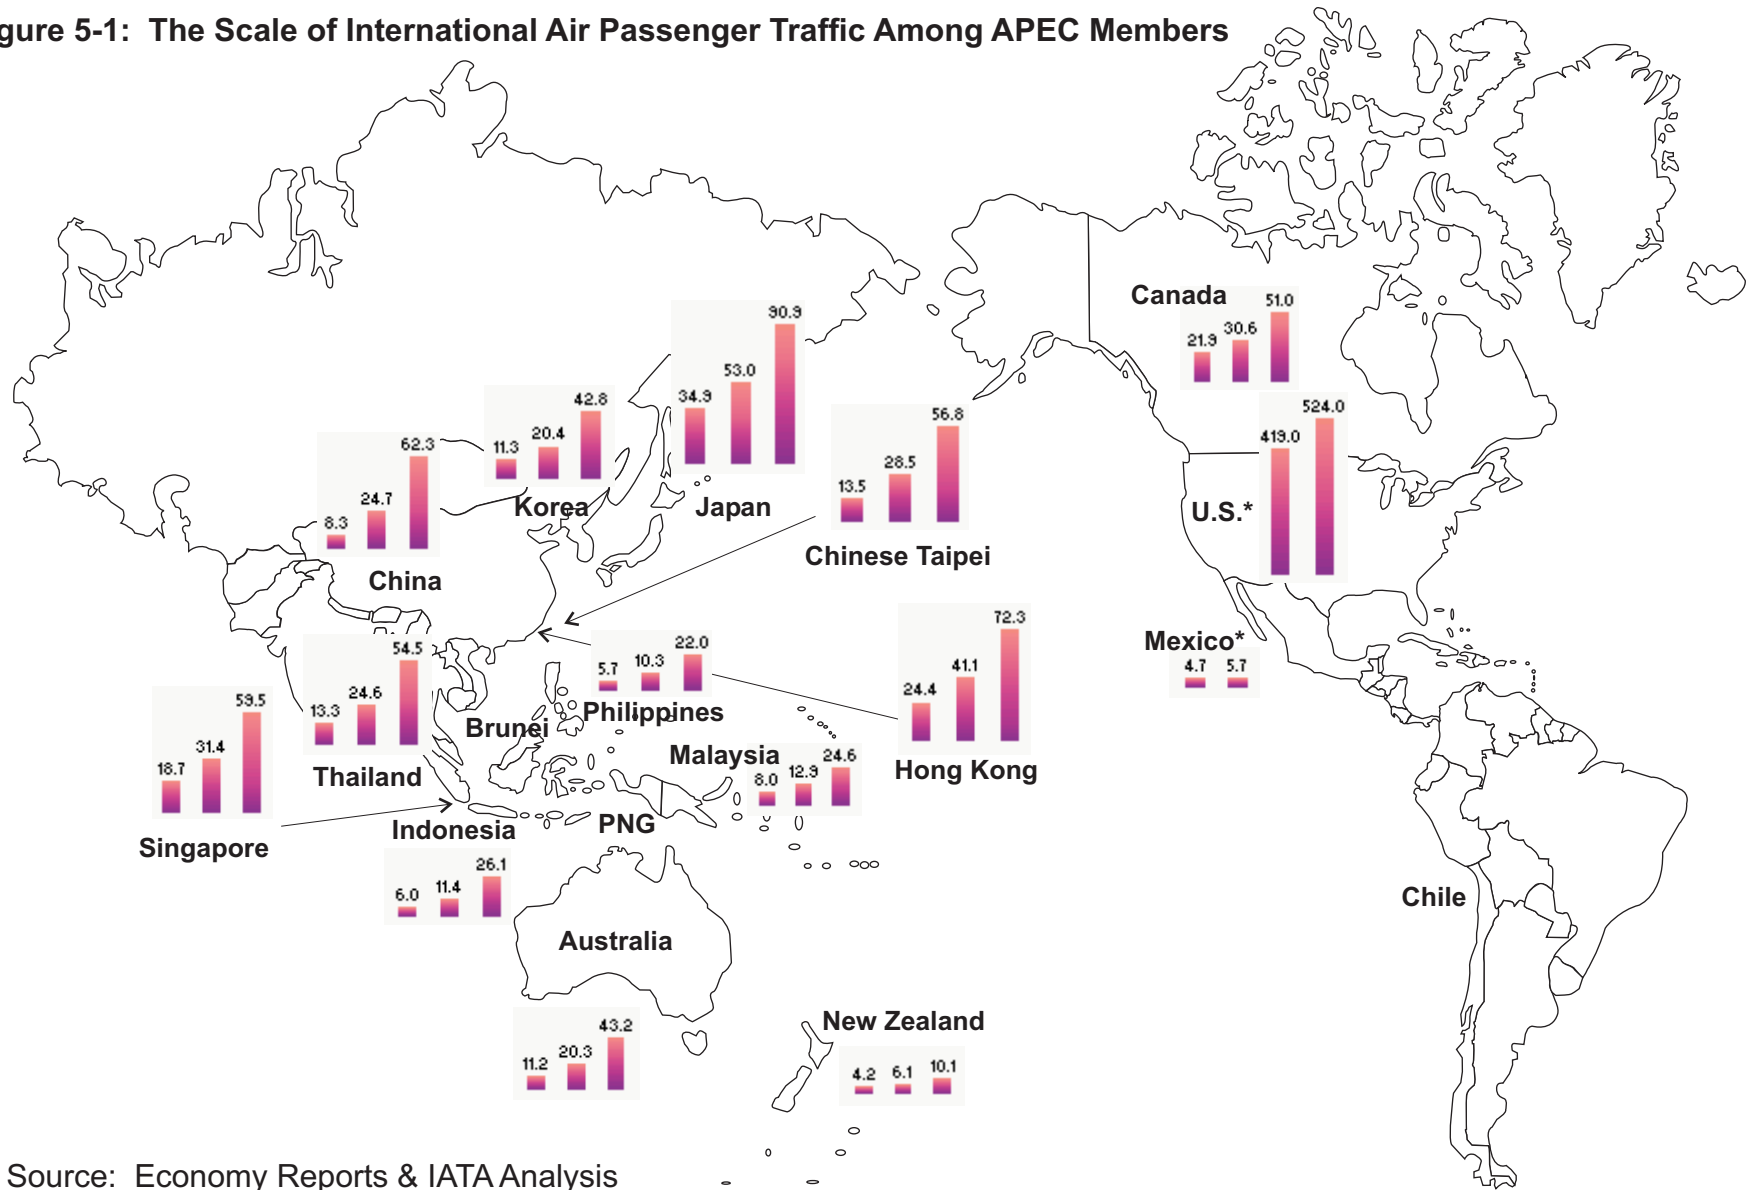 gure 5-1: The Scale of International Air Passenger Traffic Among APEC Members
Canada
21.9 30.6 51.0
34.9 53.0 90.9
Japan
11.3 20.4 42.8
Korea
8.3 24.7 62.3
China
13.5 28.5 56.8
Chinese Taipei
419.0 524.0
U.S.*
Mexico*
4.7 5.7
24.4 41.1 72.3
Hong Kong
5.7 10.3 22.0
Philippines
13.3 24.6 54.5
Thailand
Brunei
18.7 31.4 59.5
Singapore
Malaysia
8.0 12.9 24.6
Indonesia
6.0 11.4 26.1
PNG
Australia
11.2 20.3 43.2
Chile
New Zealand
4.2 6.1 10.1
Source: Economy Reports & IATA Analysis